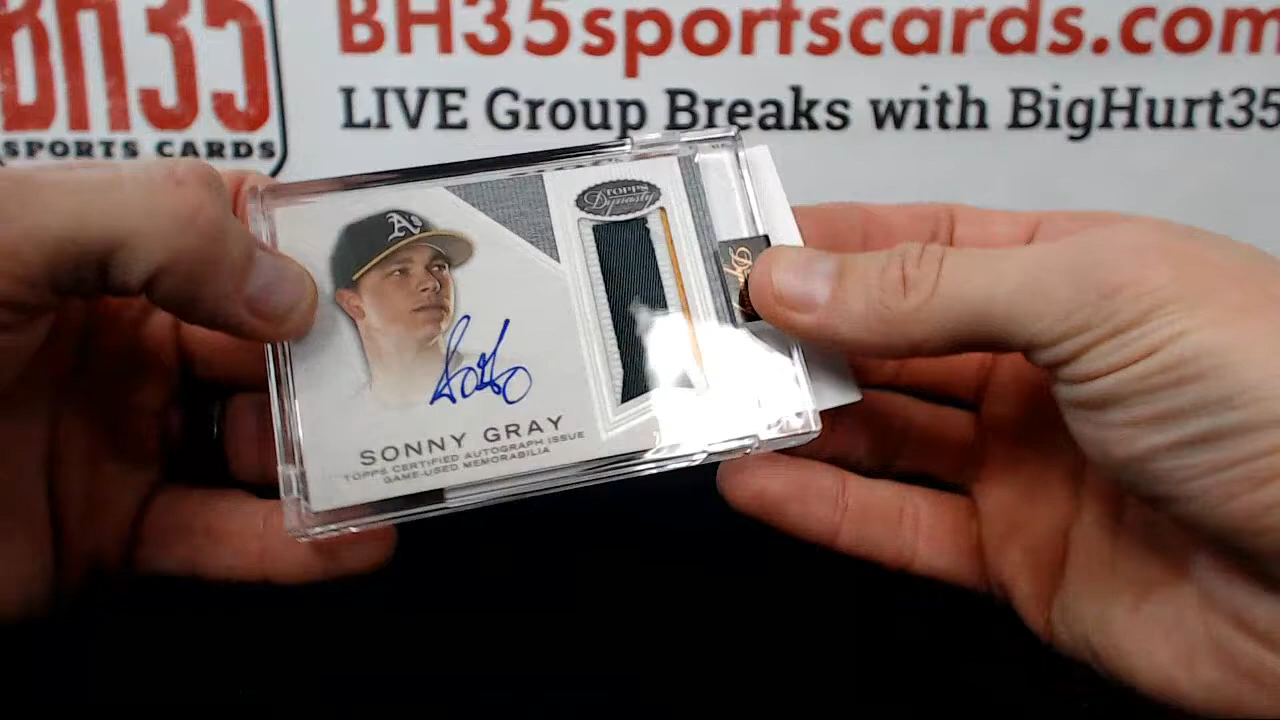 BH35
SPORTS CARDS
BH35sportscards.com
LIVE Group Breaks with BigHurt35
A's
TOPPS
Dynasty
SONNY GRAY
TOPPS CERTIFIED AUTOGRAPH ISSUE
GAME-USED MEMORABILIA